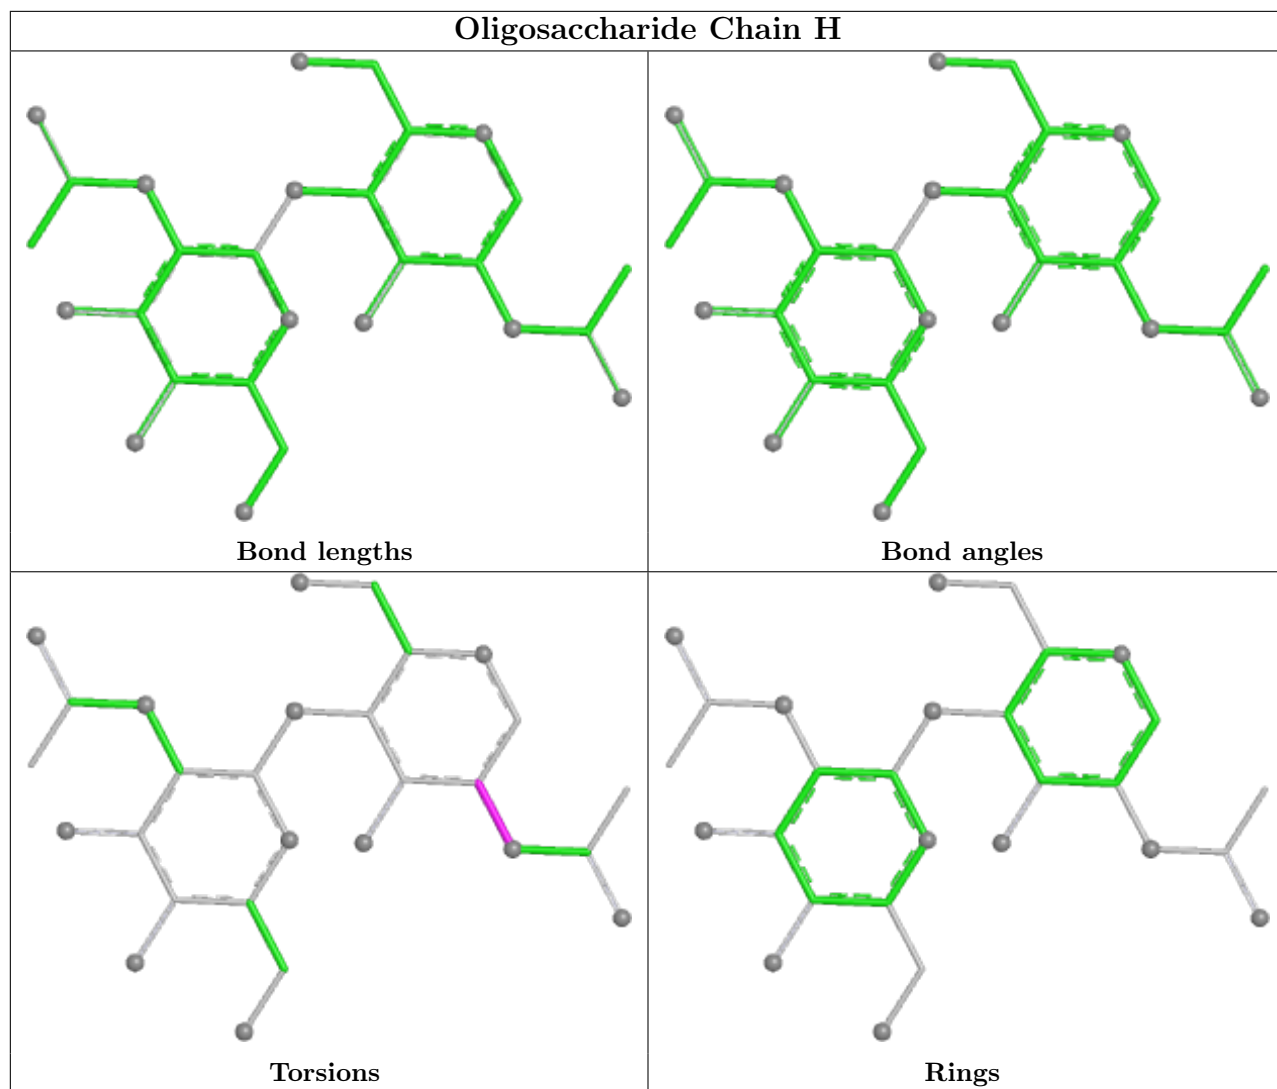 Oligosaccharide Chain H
Bond lengths
Bond angles
Torsions
Rings